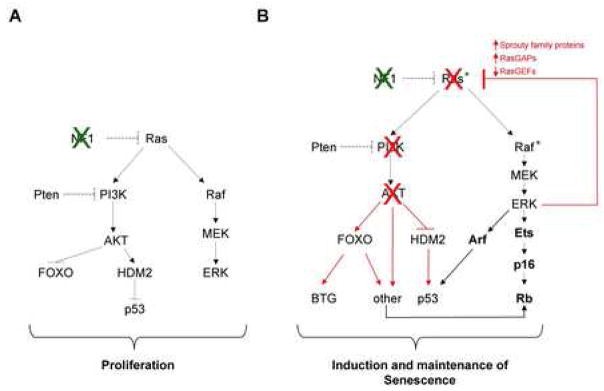 A
NF1
Ras
Pten
PI3K
Raf
AKT
MEK
FOXO
HDM2
ERK
p53
Proliferation
B
Sprouty family proteins
RasGAPs
RasGEFs
NF1
Ras*
Pten
PI3K
Raf*
MEK
AKT
ERK
FOXO
HDM2
Arf
Ets
p16
BTG
other
p53
Rb
Induction and maintenance of
Senescence